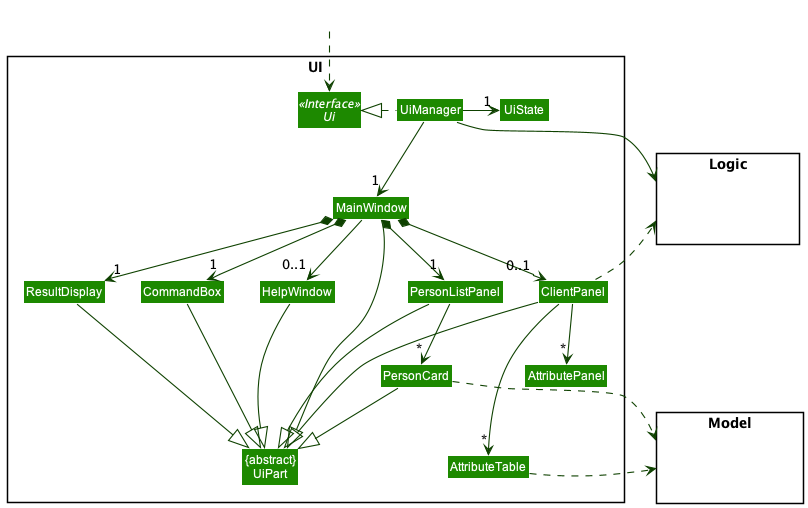 UI
«Interface»
Ui
UiManager
1
UiState
1
Logic
MainWindow
1
1
0..1
1
0..1
ResultDisplay
CommandBox
HelpWindow
PersonListPanel
ClientPanel
*
*
PersonCard
AttributePanel
Model
*
{abstract}
UiPart
AttributeTable